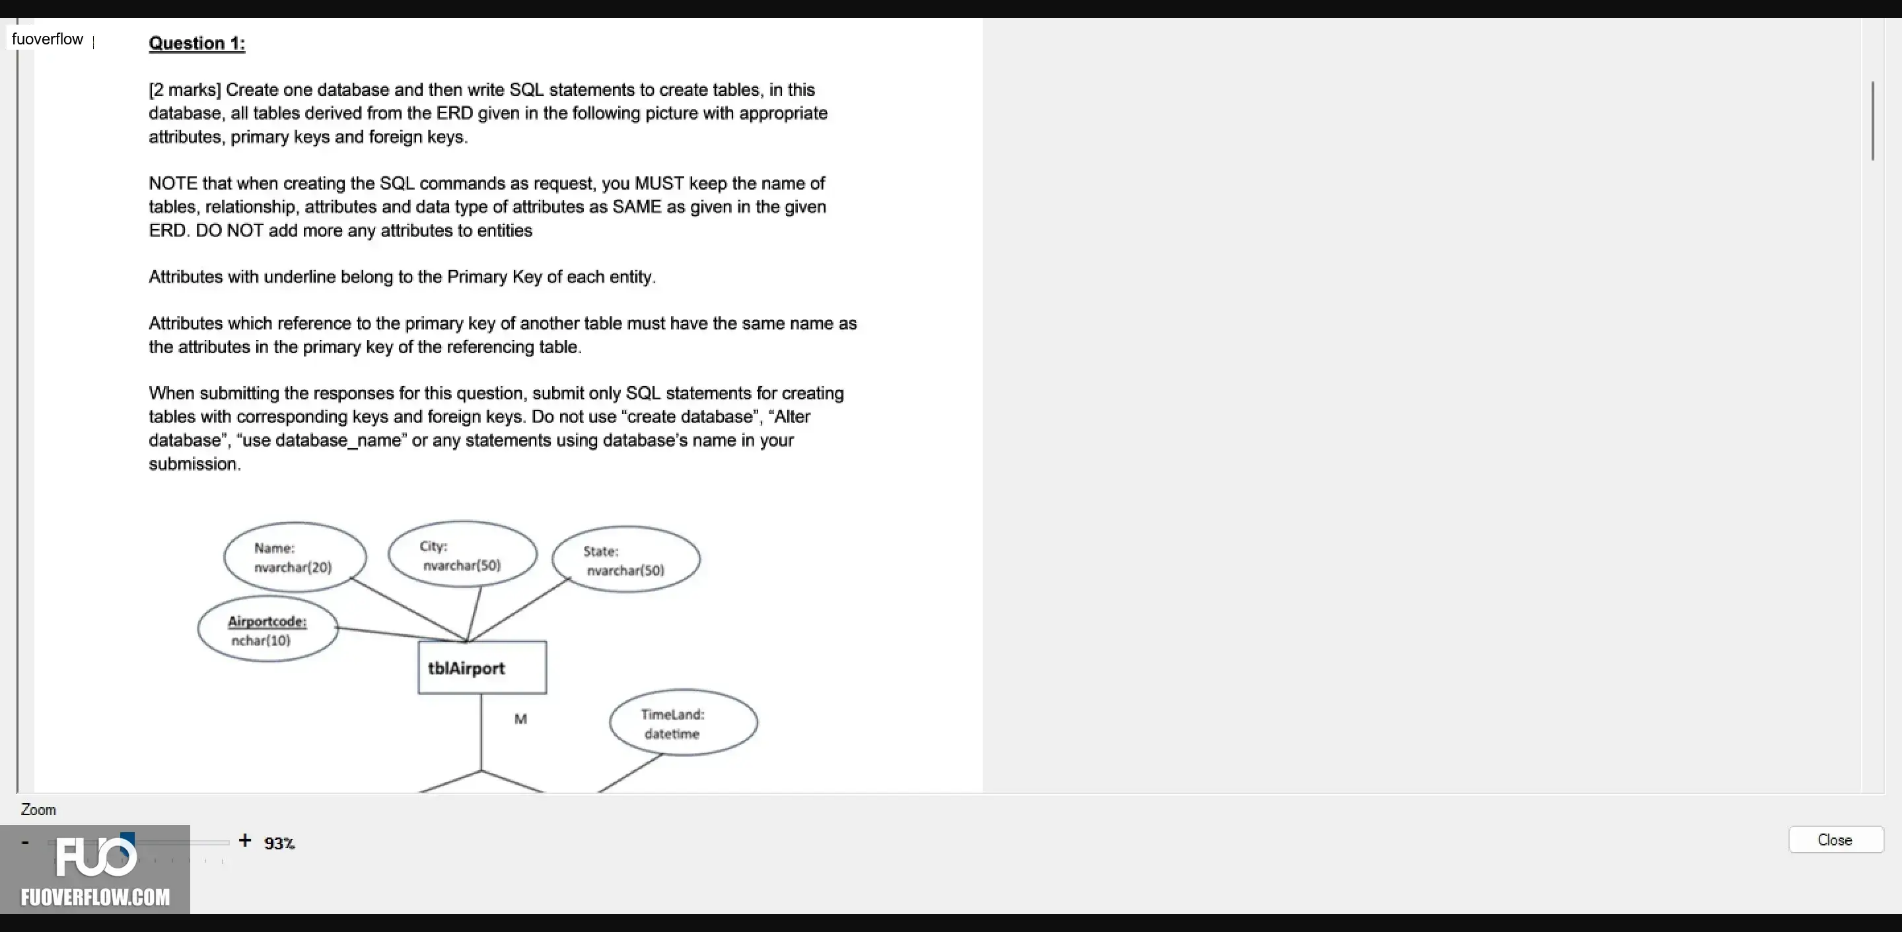 fuoverflow
Question 1:
[2 marks] Create one database and then write SQL statements to create tables, in this
database, all tables derived from the ERD given in the following picture with appropriate
attributes, primary keys and foreign keys.
NOTE that when creating the SQL commands as request, you MUST keep the name of
tables, relationship, attributes and data type of attributes as SAME as given in the given
ERD. DO NOT add more any attributes to entities
Attributes with underline belong to the Primary Key of each entity.
Attributes which reference to the primary key of another table must have the same name as
the attributes in the primary key of the referencing table.
When submitting the responses for this question, submit only SQL statements for creating
tables with corresponding keys and foreign keys. Do not use “create database”, “Alter
database”, “use database_name” or any statements using database’s name in your
submission.
Name:
nvarchar(20)
City:
nvarchar(50)
State:
nvarchar(50)
Airportcode:
nchar(10)
tblAirport
M
TimeLand:
datetime
Zoom
- + 93%
Close
FUO
FUOVERFLOW.COM